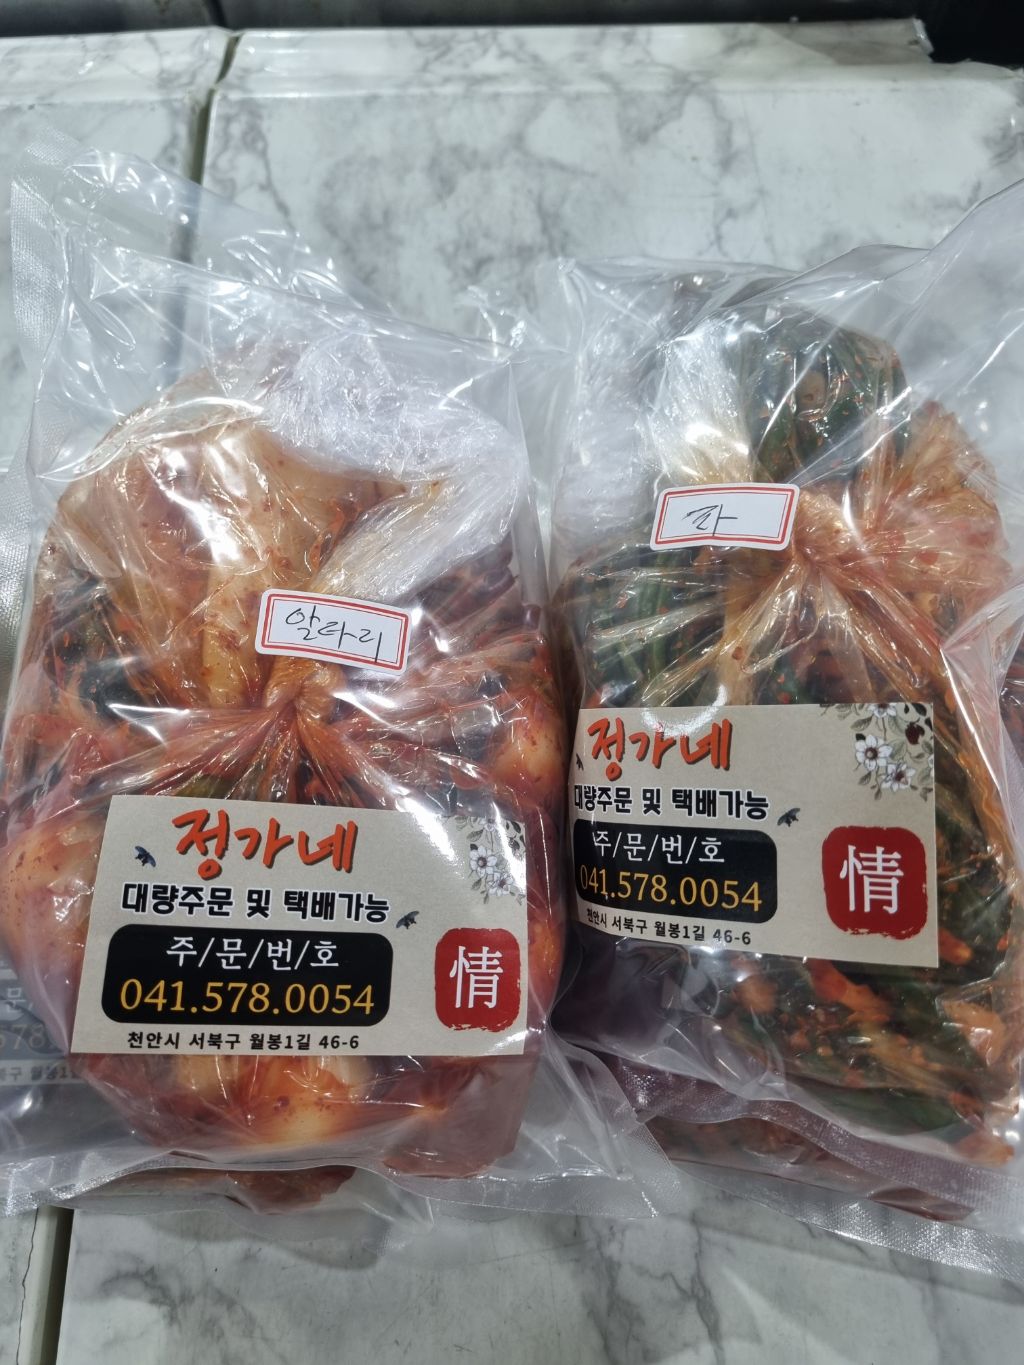 알타리
정가네
대량주문 및 택배가능
주/문/번/호
041.578.0054
천안시 서북구 월봉1길 46-6
情
파
정가네
대량주문 및 택배가능
주/문/번/호
041.578.0054
천안시 서북구 월봉1길 46-6
情